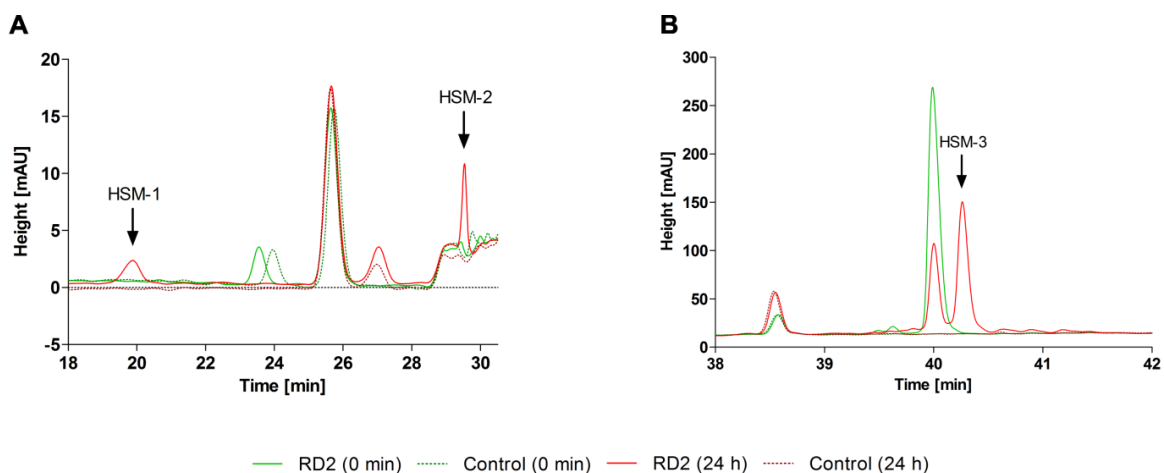 A
20
15
10
5
0
-5
Height [mAU]
HSM-1
HSM-2
18 20 22 24 26 28 30
Time [min]
B
300
250
200
150
100
50
0
Height [mAU]
HSM-3
38 39 40 41 42
Time [min]
RD2 (0 min) Control (0 min) RD2 (24 h) Control (24 h)